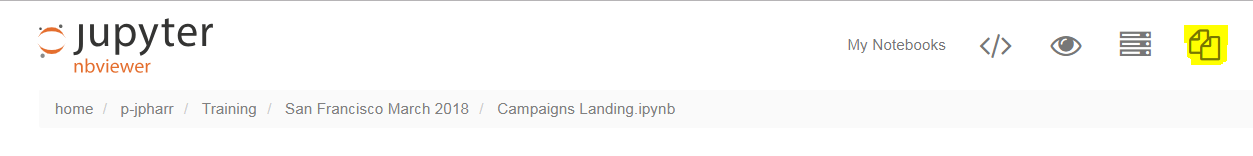 jupyter
nbviewer
My Notebooks </>
home / p-jpharr / Training / San Francisco March 2018 / Campaigns Landing.ipynb